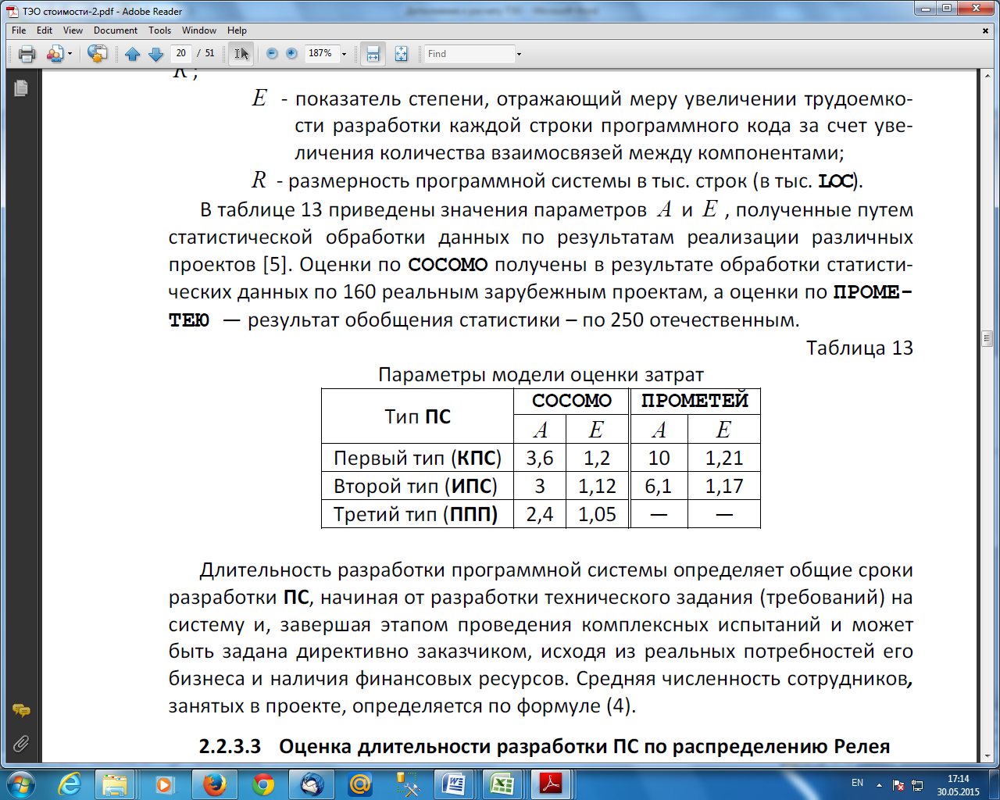 ТЭО стоимости-2.pdf - Adobe Reader
File Edit View Document Tools Window Help
20 / 51 187% Find
R ;
E - показатель степени, отражающий меру увеличении трудоемко-
сти разработки каждой строки программного кода за счет уве-
личения количества взаимосвязей между компонентами;
R - размерность программной системы в тыс. строк (в тыс. LOC).
В таблице 13 приведены значения параметров A и E , полученные путем
статистической обработки данных по результатам реализации различных
проектов [5]. Оценки по COCOMO получены в результате обработки статисти-
ческих данных по 160 реальным зарубежным проектам, а оценки по ПРОМЕ-
ТЕЮ — результат обобщения статистики – по 250 отечественным.
Таблица 13
Параметры модели оценки затрат
Тип ПС COCOMO ПРОМЕТЕЙ
A E A E
Первый тип (КПС) 3,6 1,2 10 1,21
Второй тип (ИПС) 3 1,12 6,1 1,17
Третий тип (ППП) 2,4 1,05 — —
Длительность разработки программной системы определяет общие сроки
разработки ПС, начиная от разработки технического задания (требований) на
систему и, завершая этапом проведения комплексных испытаний и может
быть задана директивно заказчиком, исходя из реальных потребностей его
бизнеса и наличия финансовых ресурсов. Средняя численность сотрудников,
занятых в проекте, определяется по формуле (4).
2.2.3.3 Оценка длительности разработки ПС по распределению Релея
EN 17:14
30.05.2015